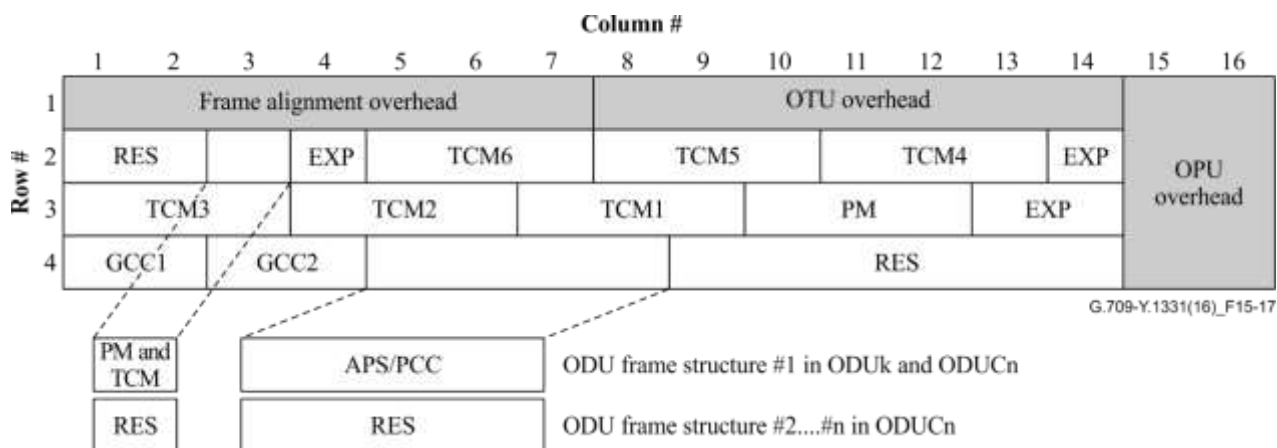 Column #
1 2 3 4 5 6 7 8 9 10 11 12 13 14 15 16
Row #
1 Frame alignment overhead OTU overhead
2 RES EXP TCM6 TCM5 TCM4 EXP
OPU
overhead
3 TCM3 TCM2 TCM1 PM EXP
4 GCC1 GCC2 RES
G.709-Y.1331(16)_F15-17
PM and
TCM
APS/PCC
ODU frame structure #1 in ODUk and ODUCn
RES RES ODU frame structure #2....#n in ODUCn